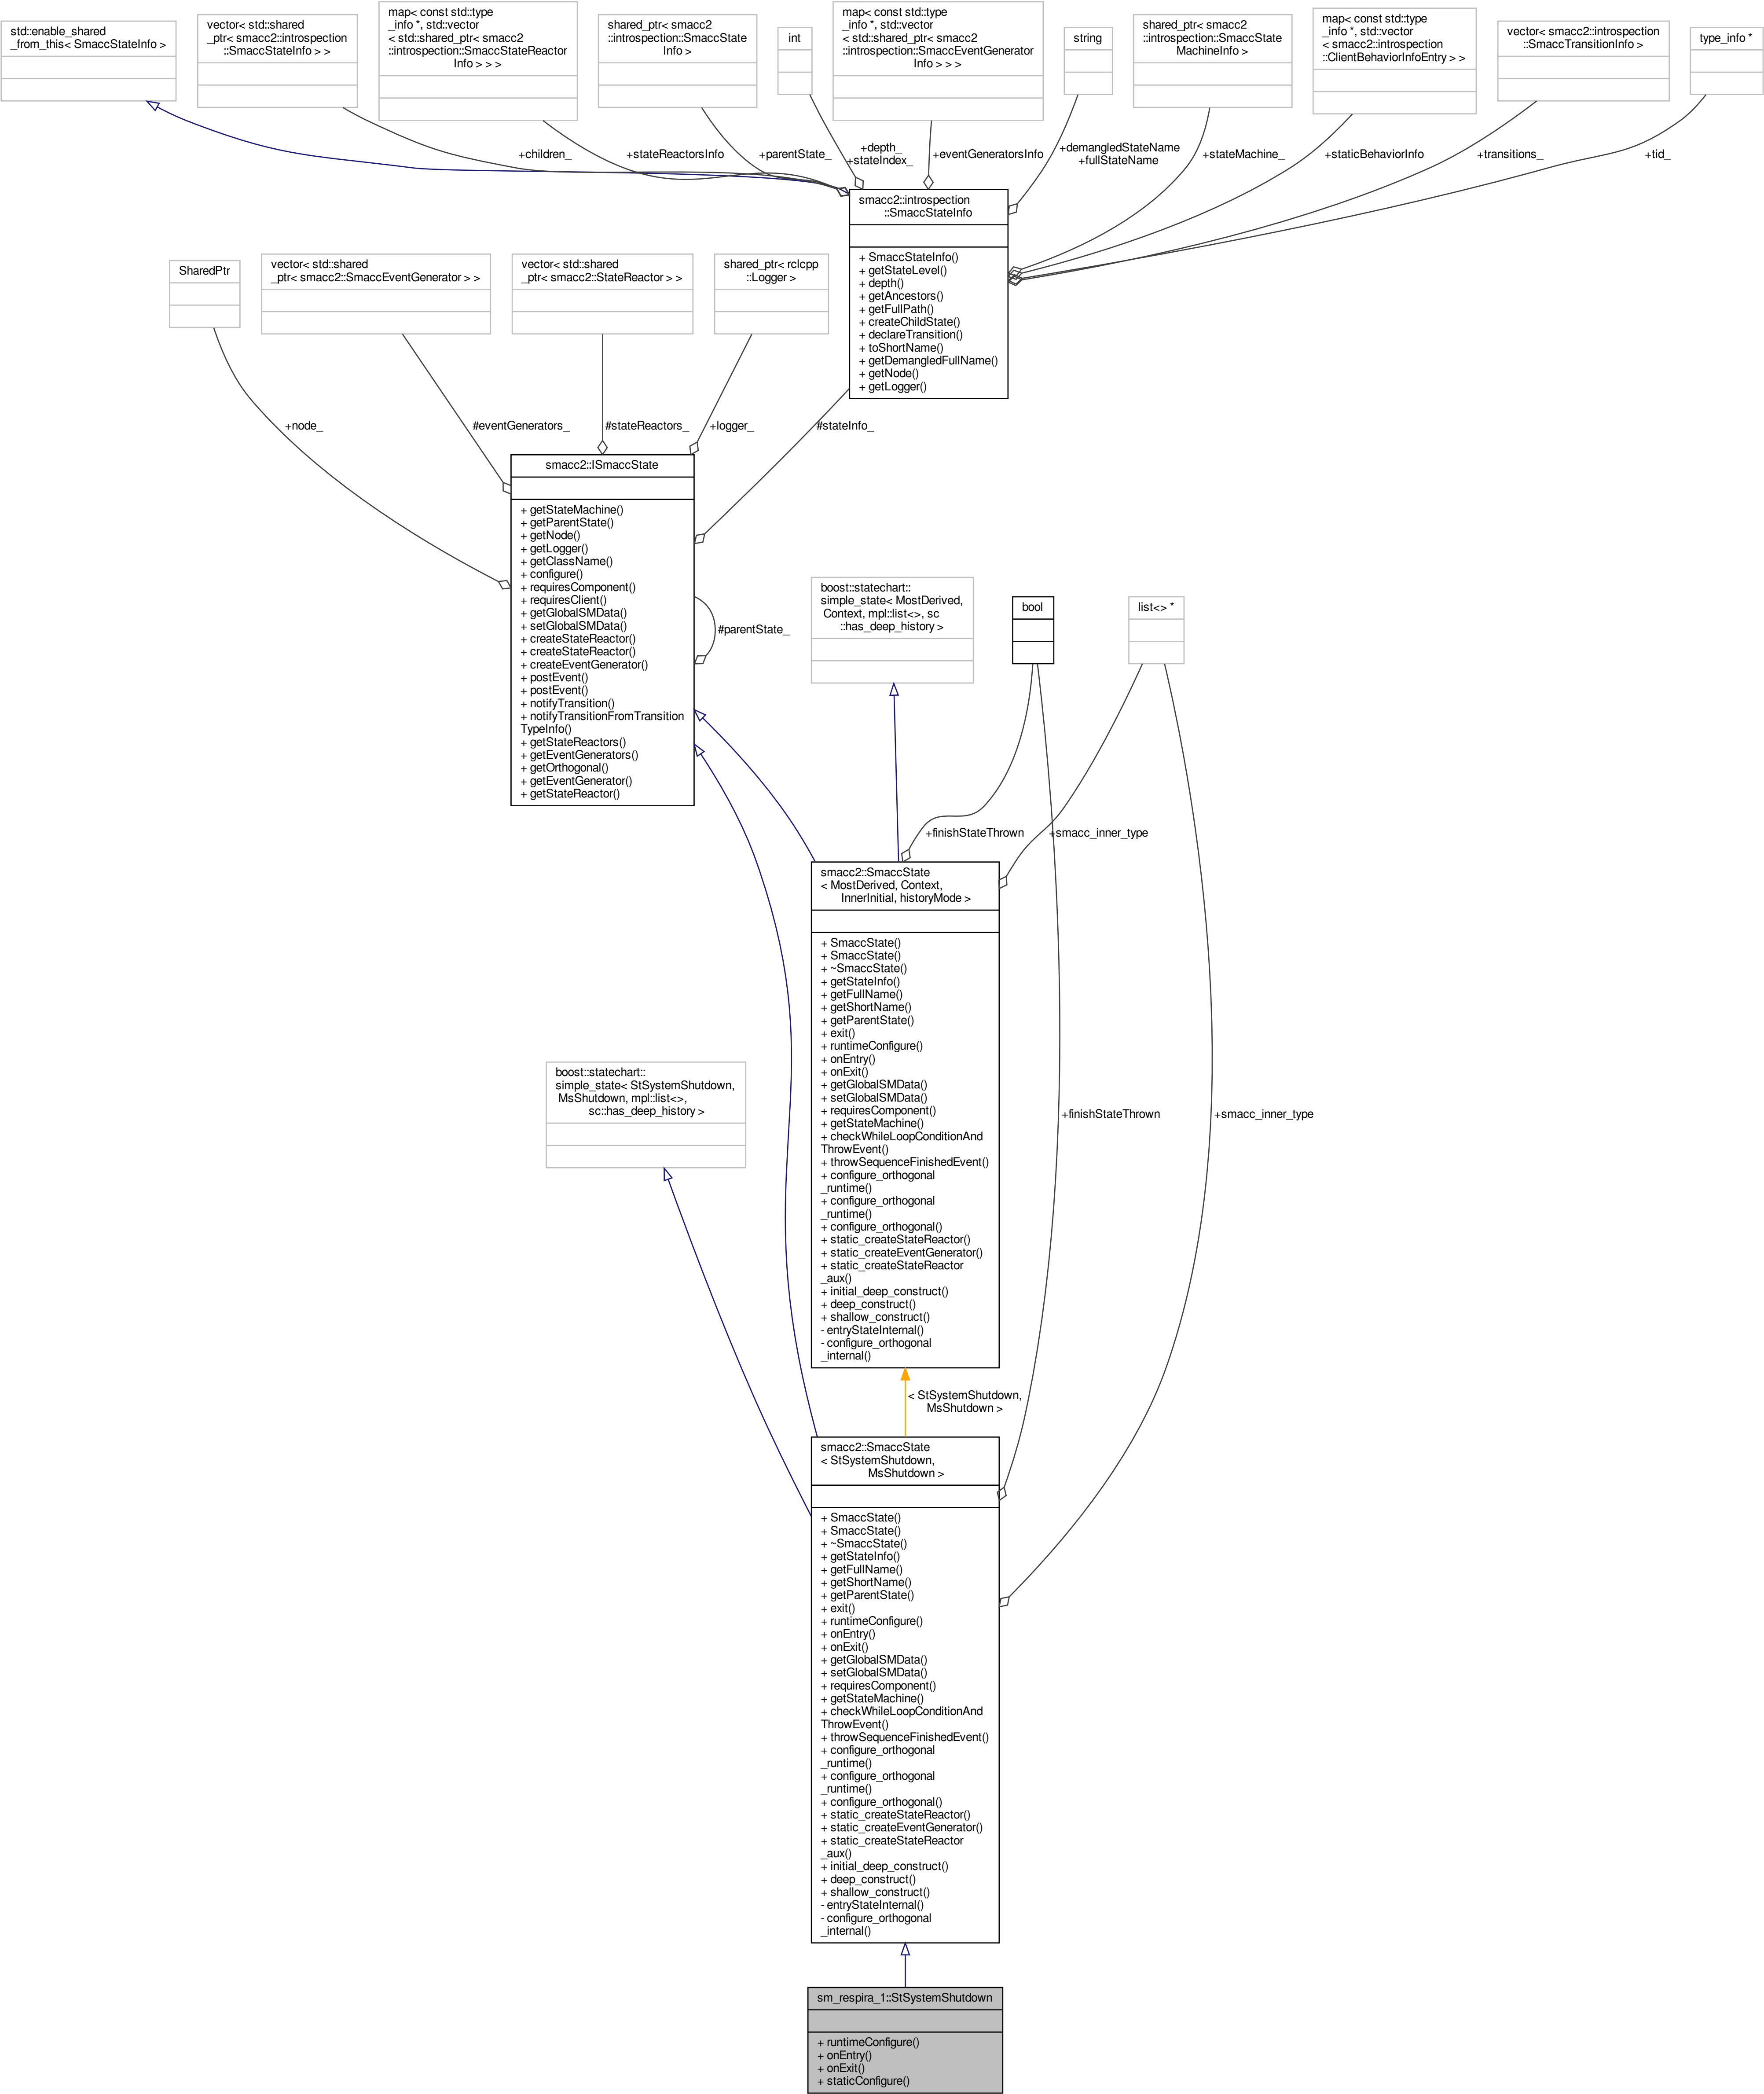 std::enable_shared
_from_this< SmaccStateInfo >
vector< std::shared
_ptr< smacc2::introspection
::SmaccStateInfo > >
map< const std::type
_info *, std::vector
< std::shared_ptr< smacc2
::introspection::SmaccStateReactor
Info > > >
shared_ptr< smacc2
::introspection::SmaccState
Info >
int
map< const std::type
_info *, std::vector
< std::shared_ptr< smacc2
::introspection::SmaccEventGenerator
Info > > >
string
shared_ptr< smacc2
::introspection::SmaccState
MachineInfo >
map< const std::type
_info *, std::vector
< smacc2::introspection
::ClientBehaviorInfoEntry > >
vector< smacc2::introspection
::SmaccTransitionInfo >
type_info *
+children_
+stateReactorsInfo
+parentState_
+depth_
+stateIndex_
+eventGeneratorsInfo
+demangledStateName
+fullStateName
+stateMachine_
+staticBehaviorInfo
+transitions_
+tid_
smacc2::introspection
::SmaccStateInfo
+ SmaccStateInfo()
+ getStateLevel()
+ depth()
+ getAncestors()
+ getFullPath()
+ createChildState()
+ declareTransition()
+ toShortName()
+ getDemangledFullName()
+ getNode()
+ getLogger()
SharedPtr
vector< std::shared
_ptr< smacc2::SmaccEventGenerator > >
vector< std::shared
_ptr< smacc2::StateReactor > >
shared_ptr< rclcpp
::Logger >
+node_
#eventGenerators_
#stateReactors_
+logger_
#stateInfo_
smacc2::ISmaccState
+ getStateMachine()
+ getParentState()
+ getNode()
+ getLogger()
+ getClassName()
+ configure()
+ requiresComponent()
+ requiresClient()
+ getGlobalSMData()
+ setGlobalSMData()
+ createStateReactor()
+ createStateReactor()
+ createEventGenerator()
+ postEvent()
+ postEvent()
+ notifyTransition()
+ notifyTransitionFromTransition
TypeInfo()
+ getStateReactors()
+ getEventGenerators()
+ getOrthogonal()
+ getEventGenerator()
+ getStateReactor()
#parentState_
boost::statechart::
simple_state< MostDerived,
Context, mpl::list<>, sc
::has_deep_history >
bool
list<> *
+finishStateThrown
+smacc_inner_type
smacc2::SmaccState
< MostDerived, Context,
InnerInitial, historyMode >
+ SmaccState()
+ SmaccState()
+ ~SmaccState()
+ getStateInfo()
+ getFullName()
+ getShortName()
+ getParentState()
+ exit()
+ runtimeConfigure()
+ onEntry()
+ onExit()
+ getGlobalSMData()
+ setGlobalSMData()
+ requiresComponent()
+ getStateMachine()
+ checkWhileLoopConditionAnd
ThrowEvent()
+ throwSequenceFinishedEvent()
+ configure_orthogonal
_runtime()
+ configure_orthogonal
_runtime()
+ configure_orthogonal()
+ static_createStateReactor()
+ static_createEventGenerator()
+ static_createStateReactor
_aux()
+ initial_deep_construct()
+ deep_construct()
+ shallow_construct()
- entryStateInternal()
- configure_orthogonal
_internal()
boost::statechart::
simple_state< StSystemShutdown,
MsShutdown, mpl::list<>,
sc::has_deep_history >
+finishStateThrown
+smacc_inner_type
< StSystemShutdown,
MsShutdown >
smacc2::SmaccState
< StSystemShutdown,
MsShutdown >
+ SmaccState()
+ SmaccState()
+ ~SmaccState()
+ getStateInfo()
+ getFullName()
+ getShortName()
+ getParentState()
+ exit()
+ runtimeConfigure()
+ onEntry()
+ onExit()
+ getGlobalSMData()
+ setGlobalSMData()
+ requiresComponent()
+ getStateMachine()
+ checkWhileLoopConditionAnd
ThrowEvent()
+ throwSequenceFinishedEvent()
+ configure_orthogonal
_runtime()
+ configure_orthogonal
_runtime()
+ configure_orthogonal()
+ static_createStateReactor()
+ static_createEventGenerator()
+ static_createStateReactor
_aux()
+ initial_deep_construct()
+ deep_construct()
+ shallow_construct()
- entryStateInternal()
- configure_orthogonal
_internal()
sm_respira_1::StSystemShutdown
+ runtimeConfigure()
+ onEntry()
+ onExit()
+ staticConfigure()